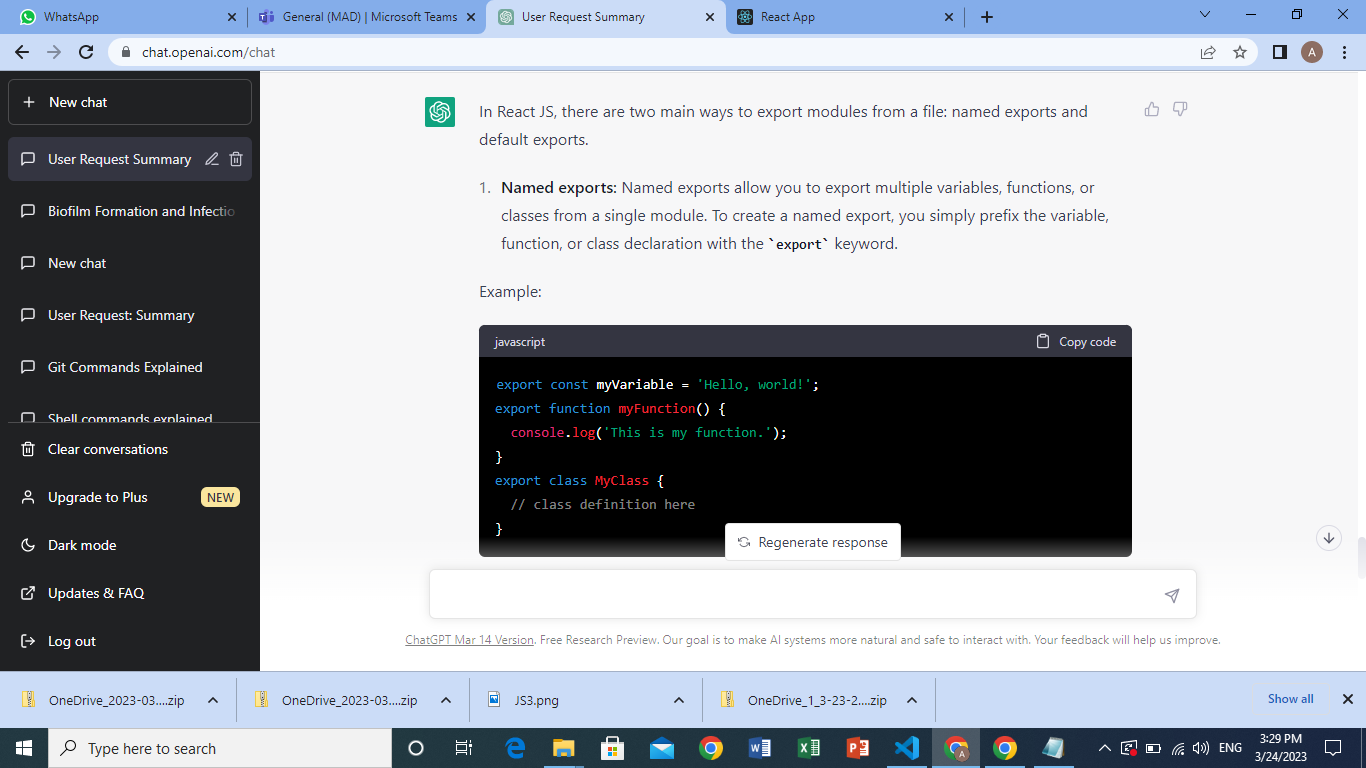 WhatsApp
General (MAD) | Microsoft Teams
User Request Summary
React App
chat.openai.com/chat
A
New chat
User Request Summary
Biofilm Formation and Infectio
New chat
User Request: Summary
Git Commands Explained
Shell commands explained
Clear conversations
Upgrade to Plus NEW
Dark mode
Updates & FAQ
Log out
In React JS, there are two main ways to export modules from a file: named exports and
default exports.
1. Named exports: Named exports allow you to export multiple variables, functions, or
classes from a single module. To create a named export, you simply prefix the variable,
function, or class declaration with the `export` keyword.
Example:
javascript Copy code
export const myVariable = 'Hello, world!';
export function myFunction() {
console.log('This is my function.');
}
export class MyClass {
// class definition here
}
Regenerate response
ChatGPT Mar 14 Version. Free Research Preview. Our goal is to make AI systems more natural and safe to interact with. Your feedback will help us improve.
OneDrive_2023-03....zip
OneDrive_2023-03....zip
JS3.png
OneDrive_1_3-23-2....zip
Show all
Type here to search
ENG
3:29 PM
3/24/2023